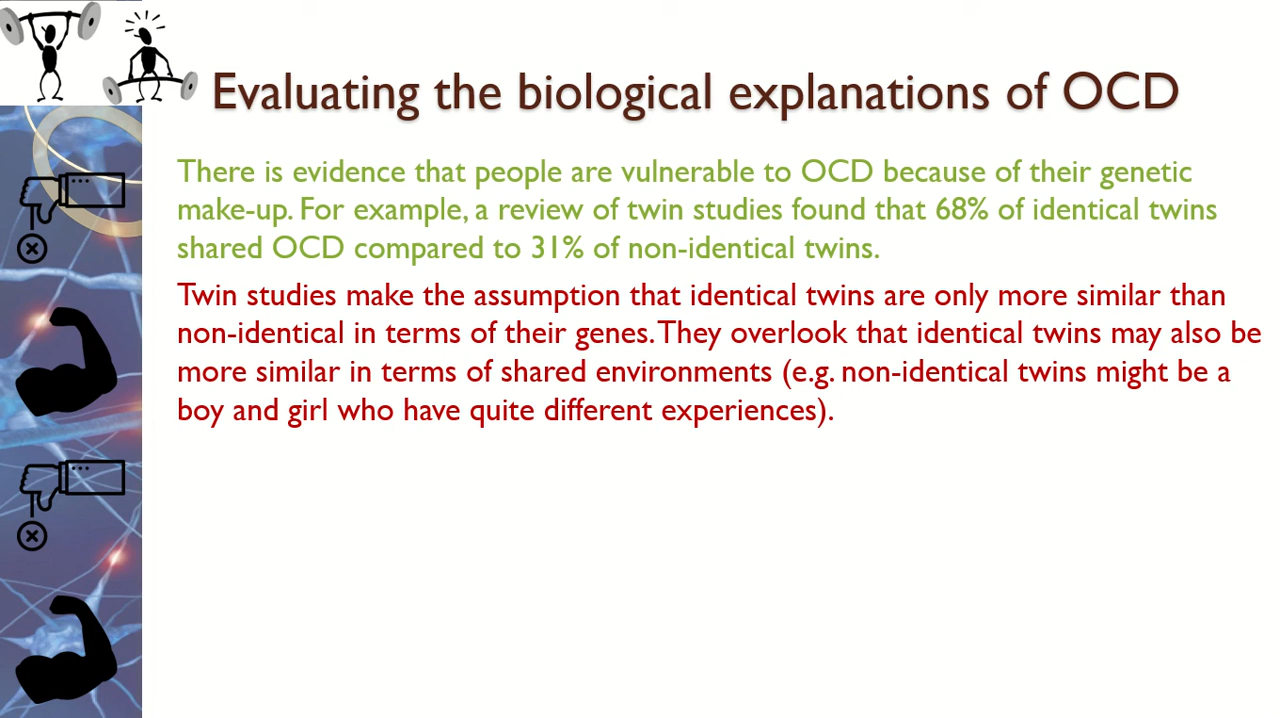 Evaluating the biological explanations of OCD
There is evidence that people are vulnerable to OCD because of their genetic
make-up. For example, a review of twin studies found that 68% of identical twins
shared OCD compared to 31% of non-identical twins.
Twin studies make the assumption that identical twins are only more similar than
non-identical in terms of their genes. They overlook that identical twins may also be
more similar in terms of shared environments (e.g. non-identical twins might be a
boy and girl who have quite different experiences).